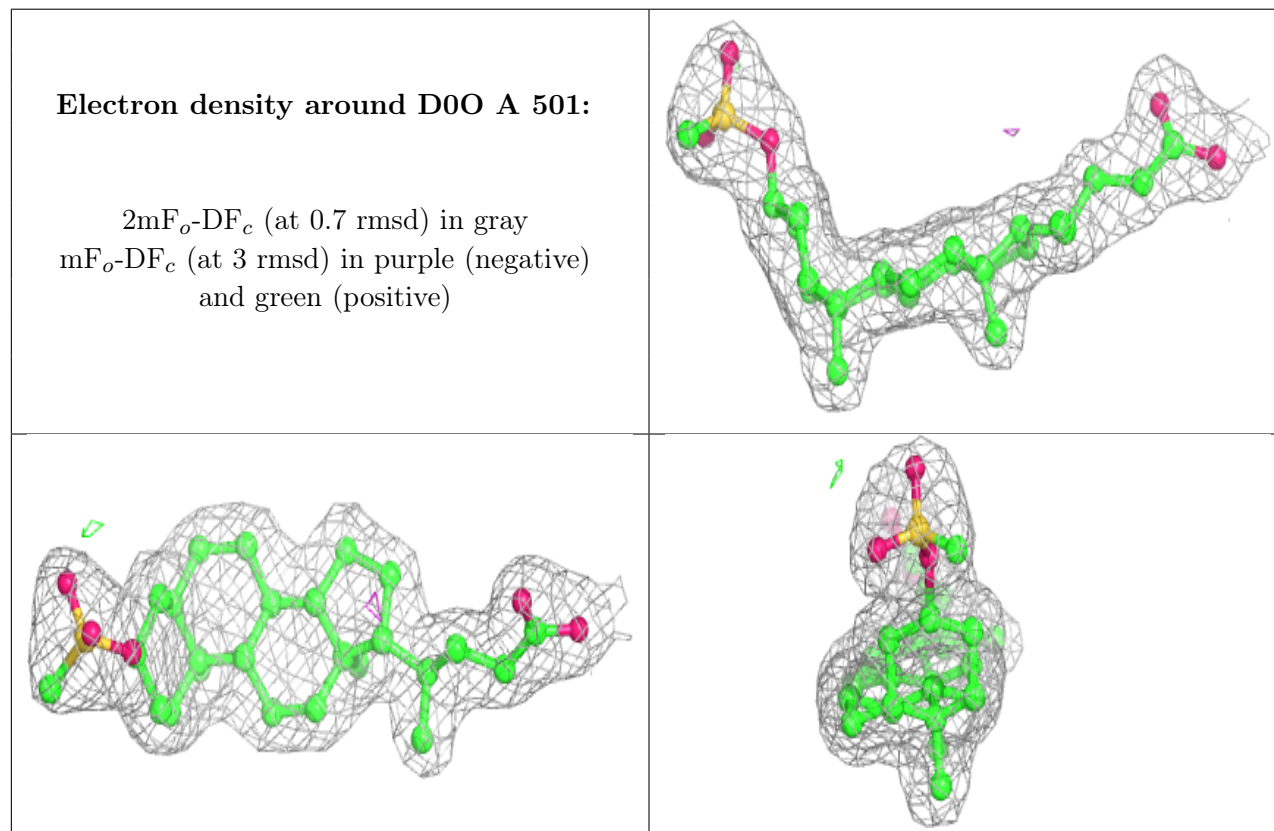 Electron density around D0O A 501:
2mFo-DFc (at 0.7 rmsd) in gray
mFo-DFc (at 3 rmsd) in purple (negative)
and green (positive)